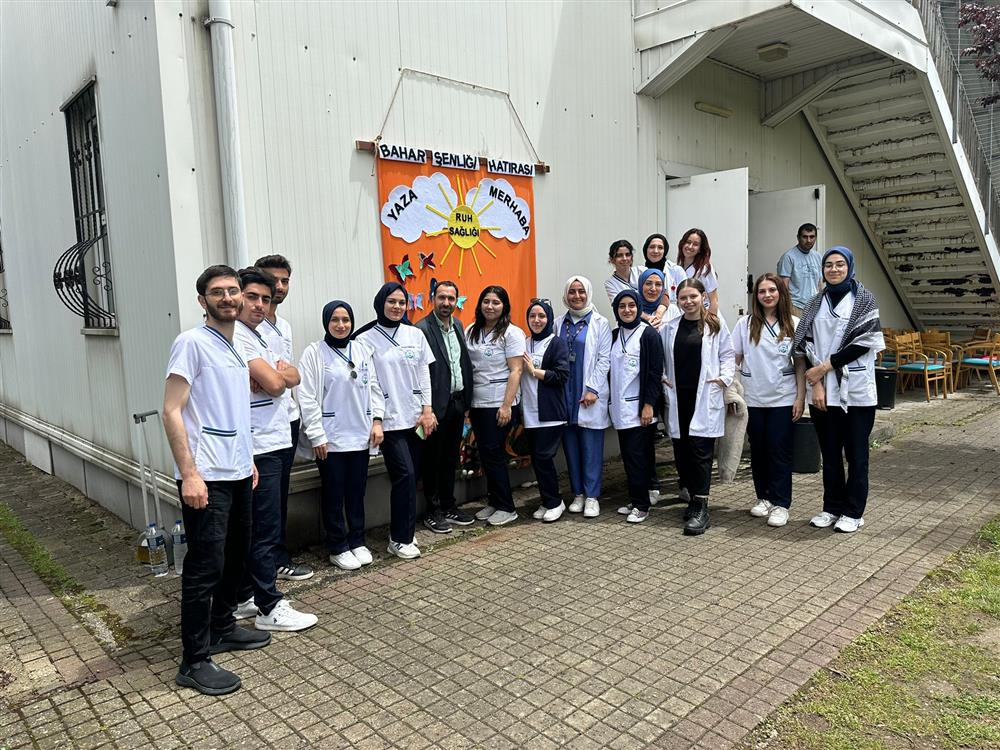 BAHAR ŞENLİĞİ HATIRASI
YAZA MERHABA
RUH
SAĞLIĞI